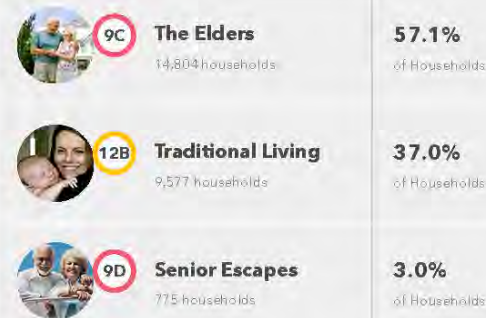 9C
The Elders
14,804 households
57.1%
of Households
12B
Traditional Living
9,577 households
37.0%
of Households
9D
Senior Escapes
775 households
3.0%
of Households